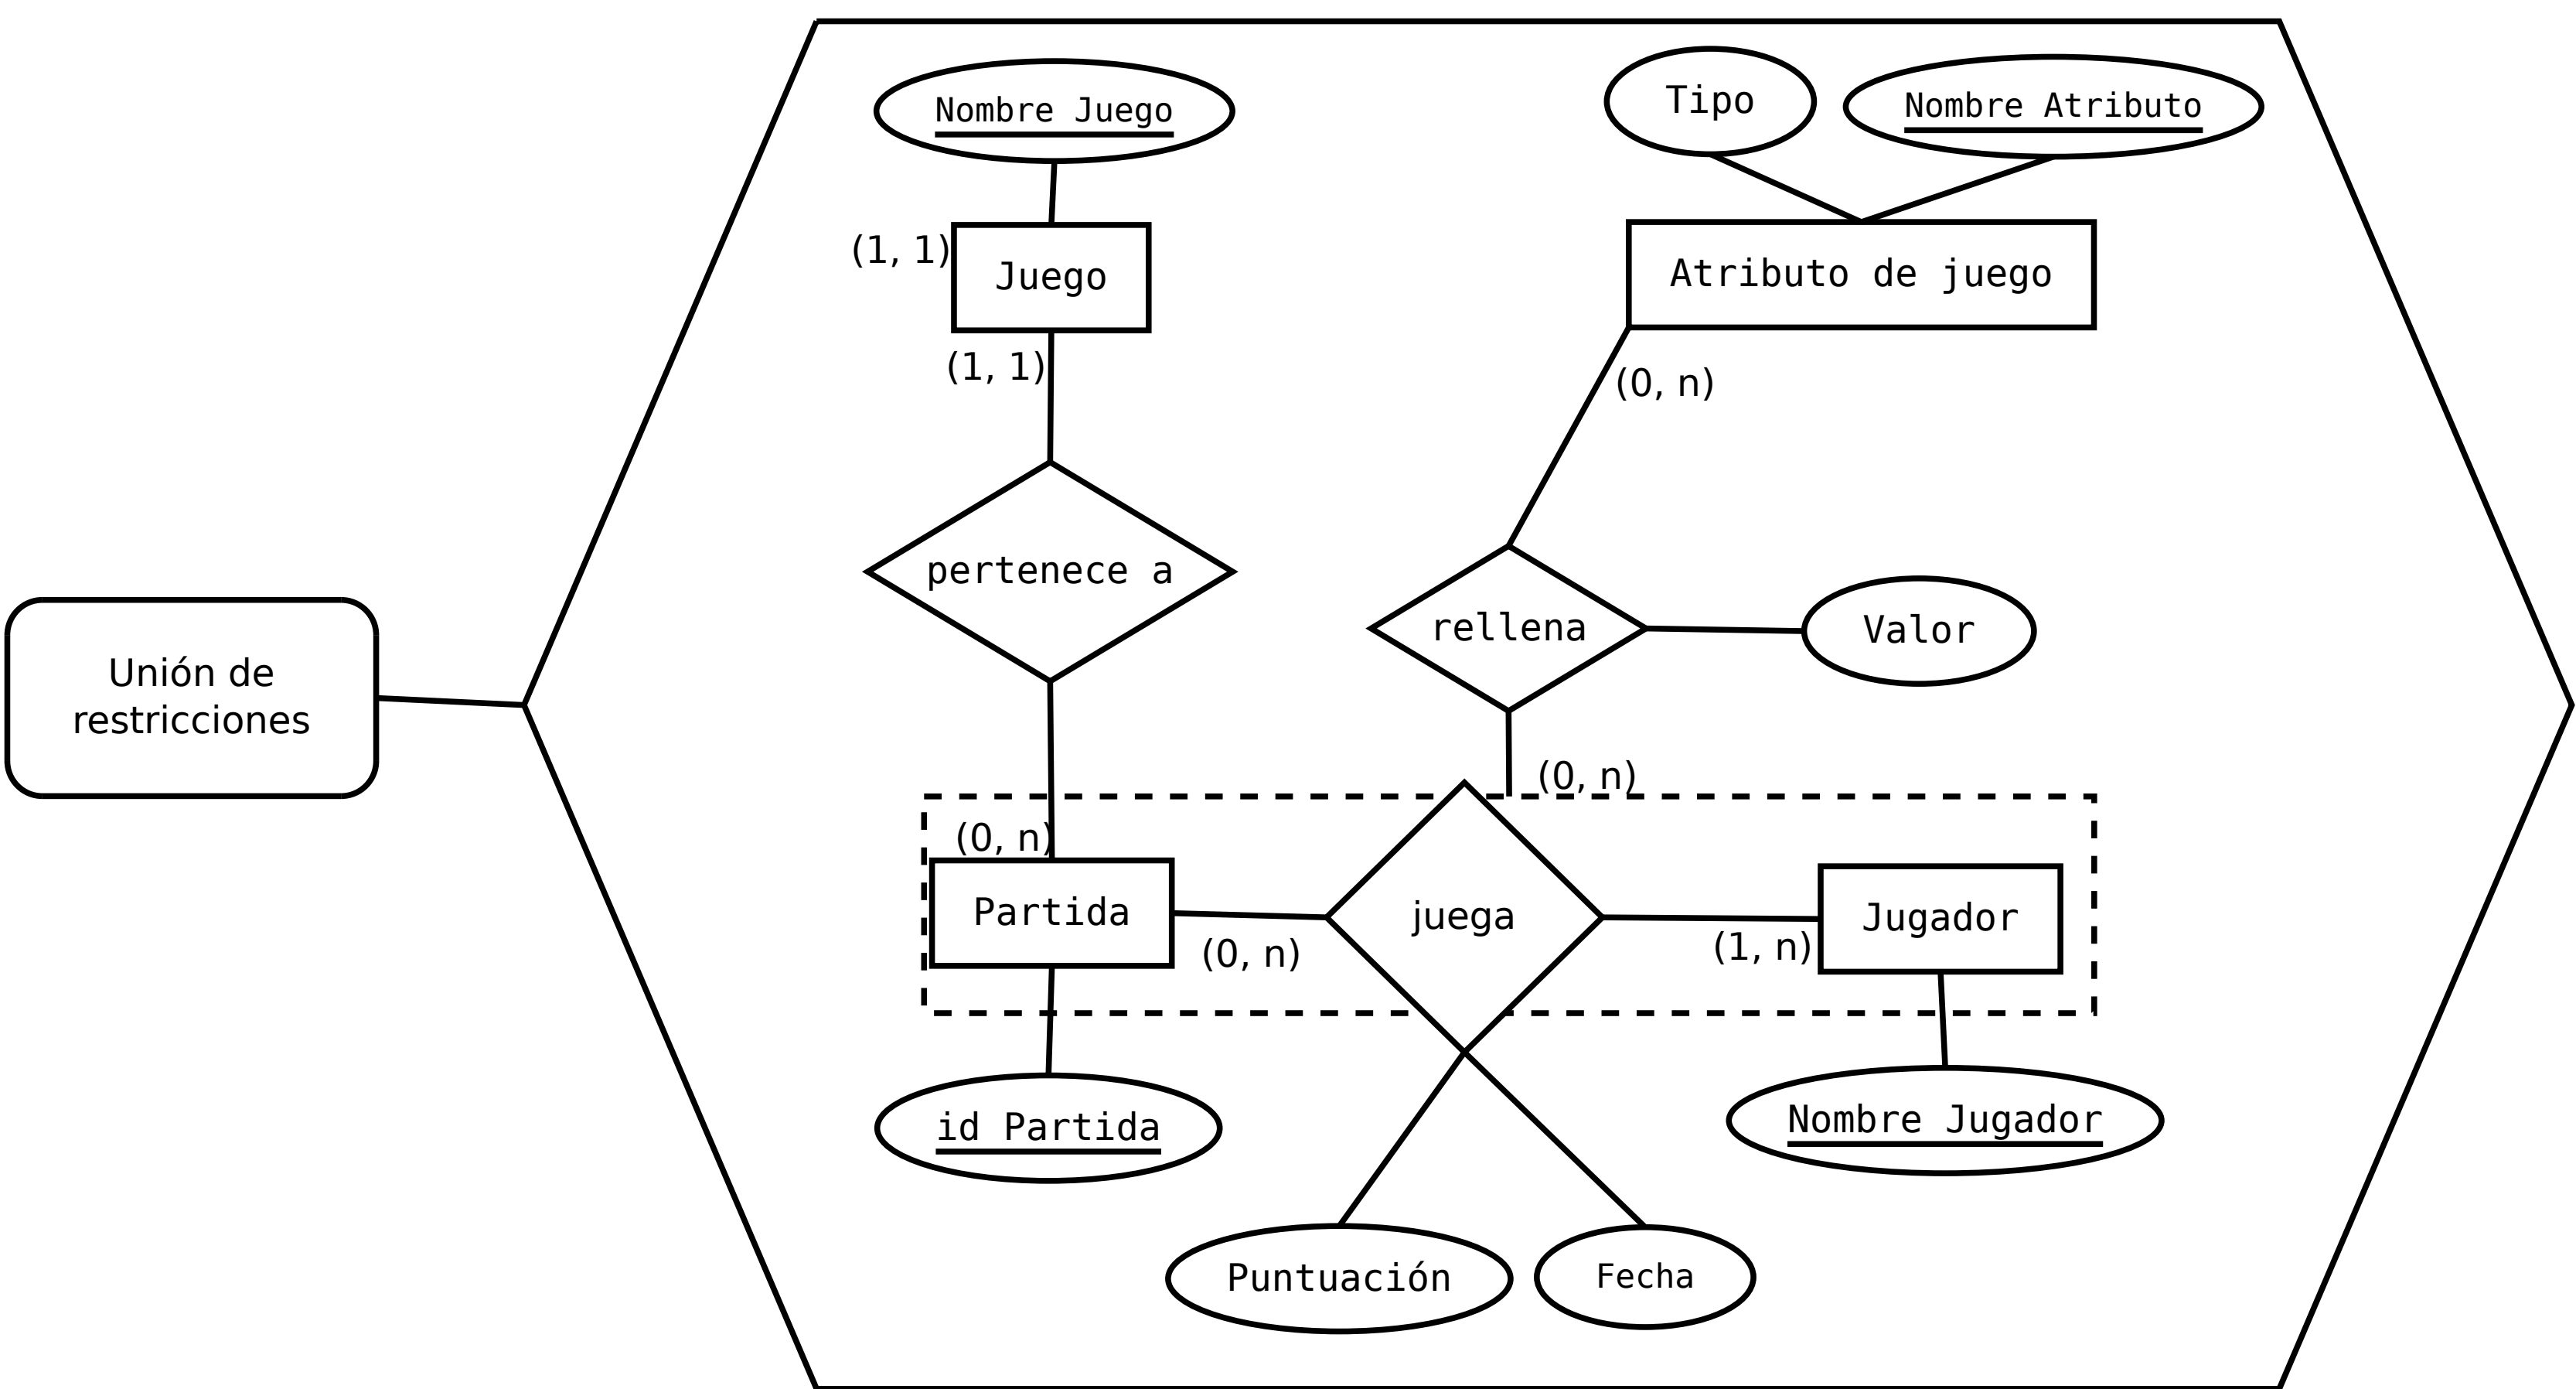 Nombre Juego
Tipo
Nombre Atributo
(1, 1)
Juego
Atributo de juego
(1, 1)
(0, n)
pertenece a
rellena
Valor
Unión de
restricciones
(0, n)
(0, n)
Partida
juega
Jugador
(0, n)
(1, n)
id Partida
Nombre Jugador
Puntuación
Fecha